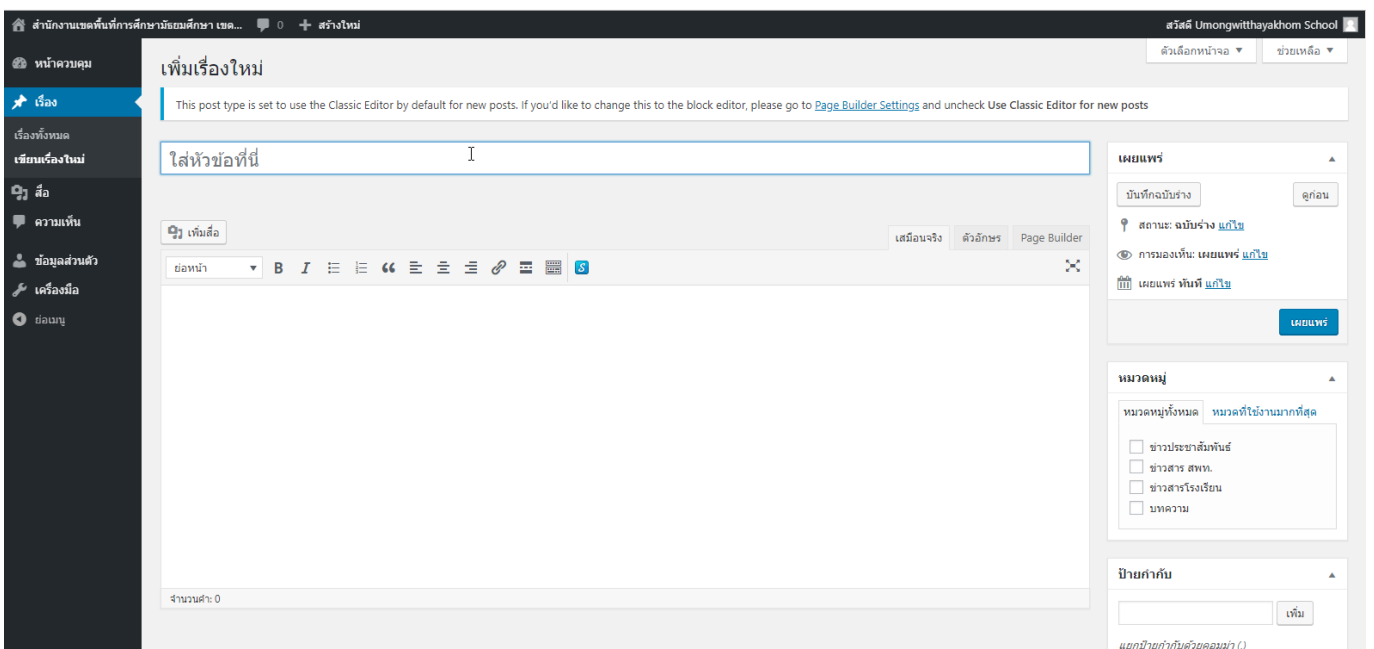 สำนักงานเขตพื้นที่การศึกษามัธยมศึกษา เขต... 0 + สร้างใหม่
สวัสดี Umongwitthayakhom School
ตัวเลือกหน้าจอ ▼ ช่วยเหลือ ▼
หน้าควบคุม
เรื่อง
เรื่องทั้งหมด
เขียนเรื่องใหม่
สื่อ
ความเห็น
ข้อมูลส่วนตัว
เครื่องมือ
ย่อเมนู
เพิ่มเรื่องใหม่
This post type is set to use the Classic Editor by default for new posts. If you'd like to change this to the block editor, please go to Page Builder Settings and uncheck Use Classic Editor for new posts
ใส่หัวข้อที่นี่
เพิ่มสื่อ
เสมือนจริง ตัวอักษร Page Builder
ย่อหน้า ▼ B I S
จำนวนคำ: 0
เผยแพร่
บันทึกฉบับร่าง ดูก่อน
สถานะ: ฉบับร่าง แก้ไข
การมองเห็น: เผยแพร่ แก้ไข
เผยแพร่ ทันที แก้ไข
เผยแพร่
หมวดหมู่
หมวดหมู่ทั้งหมด หมวดที่ใช้งานมากที่สุด
ข่าวประชาสัมพันธ์
ข่าวสาร สพท.
ข่าวสารโรงเรียน
บทความ
ป้ายกำกับ
เพิ่ม
แยกป้ายกำกับด้วยคอมม่า (,)